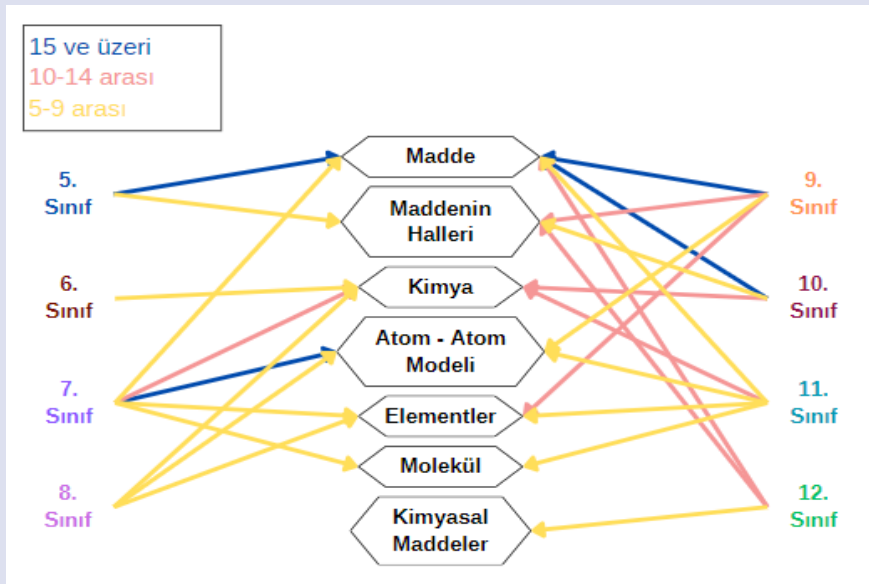 15 ve üzeri
10-14 arası
5-9 arası
5.
Sınıf
6.
Sınıf
7.
Sınıf
8.
Sınıf
Madde
Maddenin
Halleri
Kimya
Atom - Atom
Modeli
Elementler
Molekül
Kimyasal
Maddeler
9.
Sınıf
10.
Sınıf
11.
Sınıf
12.
Sınıf